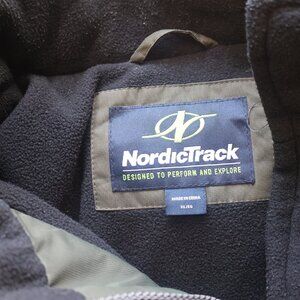 NordicTrack
DESIGNED TO PERFORM AND EXPLORE
MADE IN CHINA